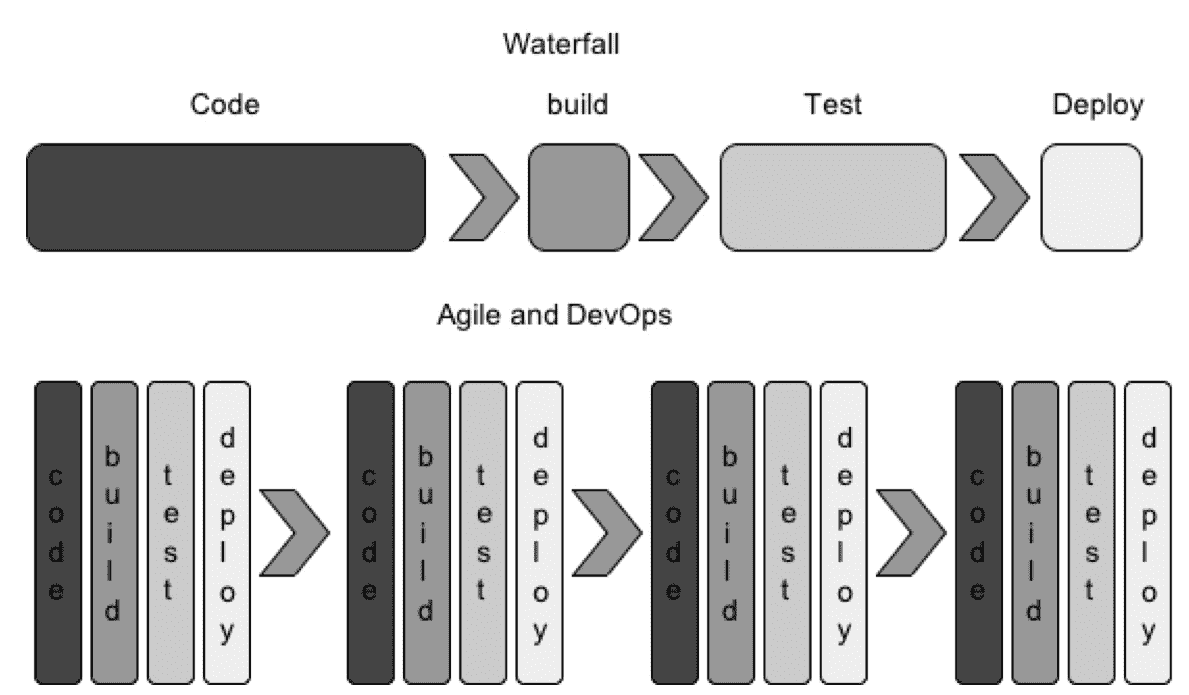 Waterfall
Code build Test Deploy
Agile and DevOps
code build test deploy code build test deploy code build test deploy code build test deploy